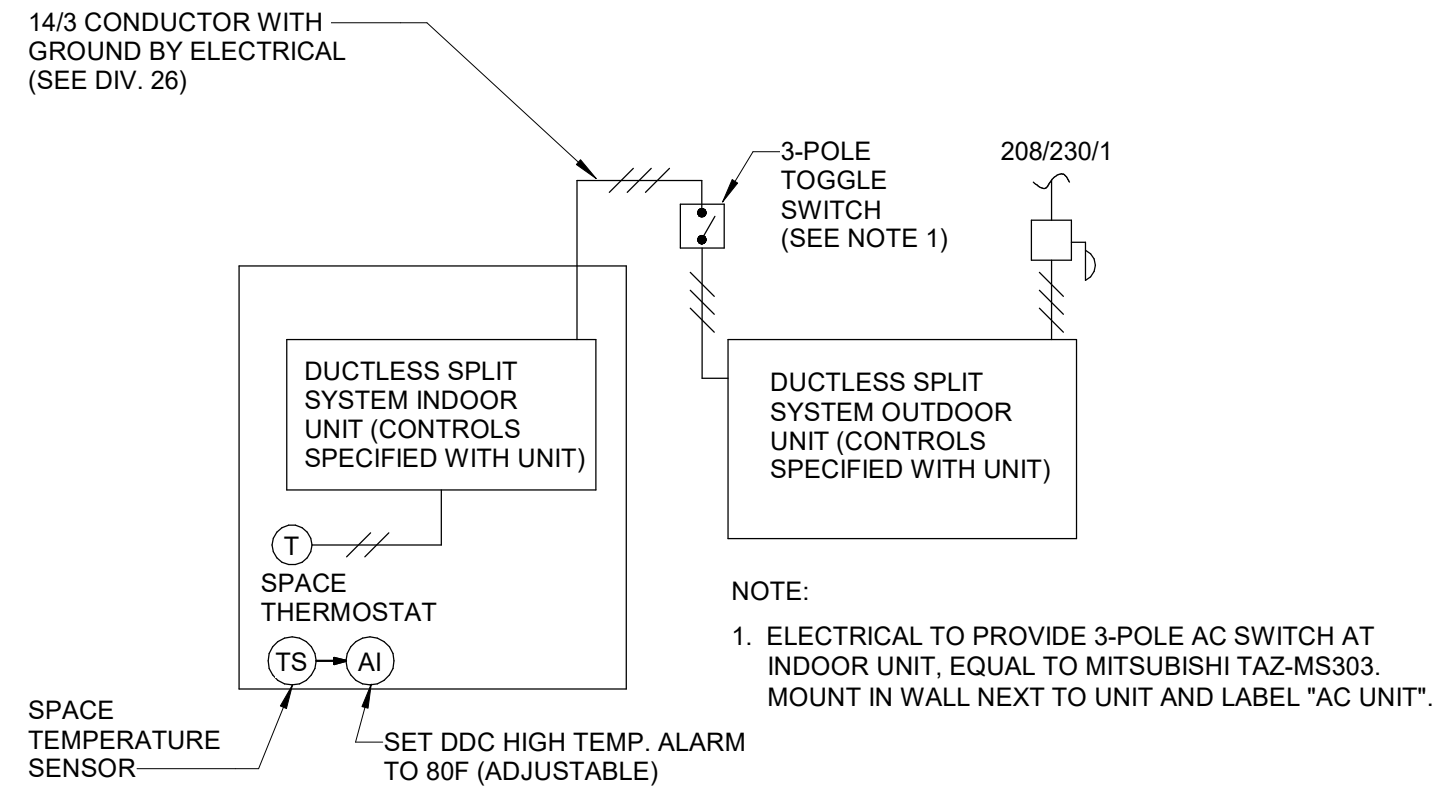 14/3 CONDUCTOR WITH
GROUND BY ELECTRICAL
(SEE DIV. 26)
3-POLE
TOGGLE
SWITCH
(SEE NOTE 1)
208/230/1
DUCTLESS SPLIT
SYSTEM INDOOR
UNIT (CONTROLS
SPECIFIED WITH UNIT)
DUCTLESS SPLIT
SYSTEM OUTDOOR
UNIT (CONTROLS
SPECIFIED WITH UNIT)
T
SPACE
THERMOSTAT
TS
AI
SPACE
TEMPERATURE
SENSOR
SET DDC HIGH TEMP. ALARM
TO 80F (ADJUSTABLE)
NOTE:
1. ELECTRICAL TO PROVIDE 3-POLE AC SWITCH AT
INDOOR UNIT, EQUAL TO MITSUBISHI TAZ-MS303.
MOUNT IN WALL NEXT TO UNIT AND LABEL "AC UNIT".